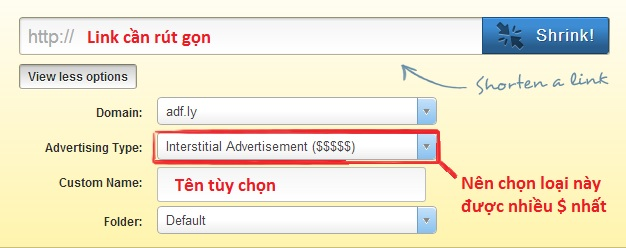 http:// Link cần rút gọn Shrink!
View less options
Shorten a link
Domain: adf.ly
Advertising Type: Interstitial Advertisement ($$$$$)
Custom Name: Tên tùy chọn
Nên chọn loại này
được nhiều $ nhất
Folder: Default